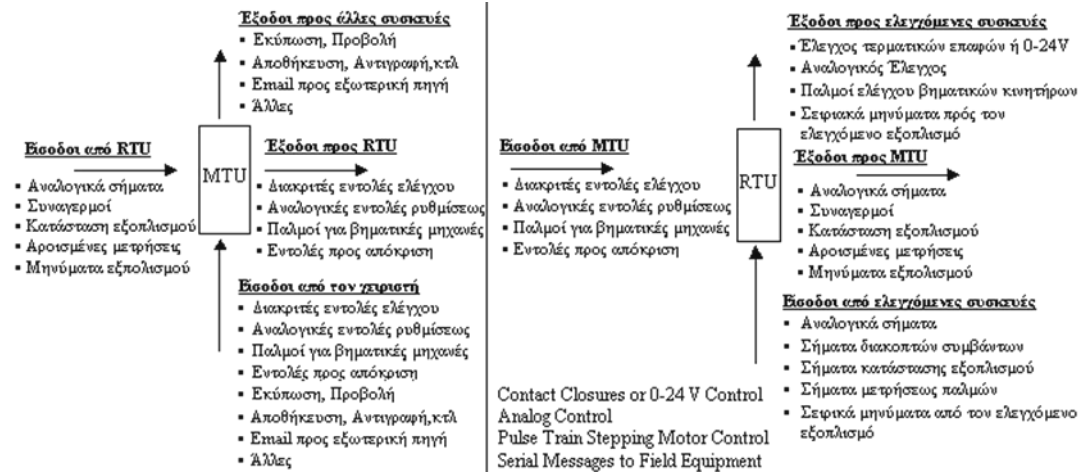 Έξοδοι προς άλλες συσκευές
▪ Εκύπωση, Προβολή
▪ Αποθήκευση, Αντιγραφή,κτλ
▪ Email προς εξωτερική πηγή
▪ Άλλες
Είσοδοι από RTU
▪ Αναλογικά σήματα
▪ Συναγερμοί
▪ Κατάσταση εξοπλισμού
▪ Αροισμένες μετρήσεις
▪ Μηνύματα εξπολισμού
MTU
Έξοδοι προς RTU
▪ Διακριτές εντολές ελέγχου
▪ Αναλογικές εντολές ρυθμίσεως
▪ Παλμοί για βηματικές μηχανές
▪ Εντολές προς απόκριση
Είσοδοι από τον χειριστή
▪ Διακριτές εντολές ελέγχου
▪ Αναλογικές εντολές ρυθμίσεως
▪ Παλμοί για βηματικές μηχανές
▪ Εντολές προς απόκριση
▪ Εκύπωση, Προβολή
▪ Αποθήκευση, Αντιγραφή,κτλ
▪ Email προς εξωτερική πηγή
▪ Άλλες
Έξοδοι προς ελεγχόμενες συσκευές
▪ Έλεγχος τερματικών επαφών ή 0-24V
▪ Αναλογικός Έλεγχος
▪ Παλμοί ελέγχου βηματικών κινητήρων
▪ Σειριακά μηνύματα πρός τον
ελεγχόμενο εξοπλισμό
Είσοδοι από MTU
▪ Διακριτές εντολές ελέγχου
▪ Αναλογικές εντολές ρυθμίσεως
▪ Παλμοί για βηματικές μηχανές
▪ Εντολές προς απόκριση
RTU
Έξοδοι προς MTU
▪ Αναλογικά σήματα
▪ Συναγερμοί
▪ Κατάσταση εξοπλισμού
▪ Αροισμένες μετρήσεις
▪ Μηνύματα εξοπλισμού
Είσοδοι από ελεγχόμενες συσκευές
▪ Αναλογικά σήματα
▪ Σήματα διακοπτών συμβάντων
▪ Σήματα κατάστασης εξοπλισμού
▪ Σήματα μετρήσεως παλμών
▪ Σειρικά μηνύματα από τον ελεγχόμενο
εξοπλισμό
Contact Closures or 0-24 V Control
Analog Control
Pulse Train Stepping Motor Control
Serial Messages to Field Equipment